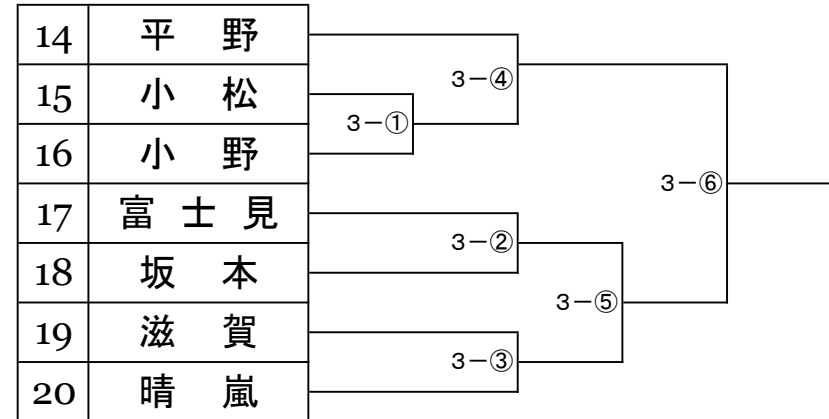 14 平 野
3－④
15 小 松
3－①
16 小 野
3－⑥
17 富 士 見
3－②
18 坂 本
3－⑤
19 滋 賀
3－③
20 晴 嵐